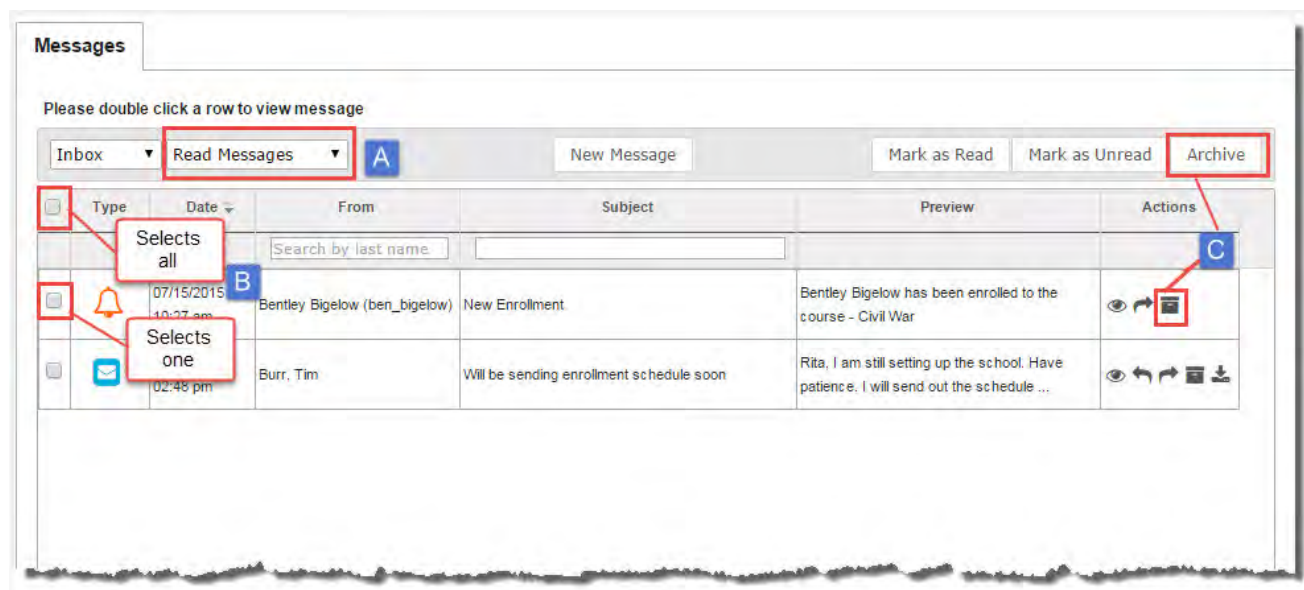 Messages
Please double click a row to view message
Inbox Read Messages A New Message Mark as Read Mark as Unread Archive
Type Date From Subject Preview Actions
Selects
all
Search by last name
C
B
07/15/2015
10:27 am
Bentley Bigelow (ben_bigelow) New Enrollment
Bentley Bigelow has been enrolled to the
course - Civil War
Selects
one
02:48 pm
Burr, Tim Will be sending enrollment schedule soon
Rita, I am still setting up the school. Have
patience. I will send out the schedule ...